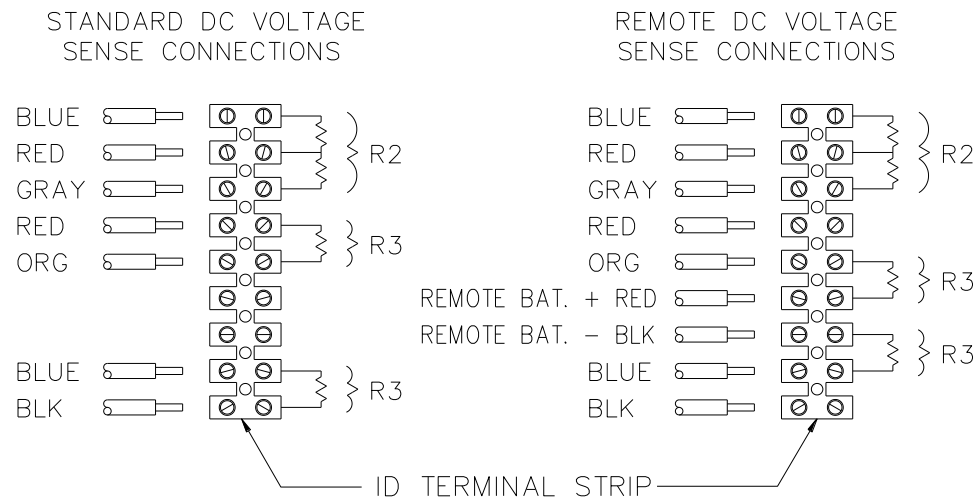 STANDARD DC VOLTAGE
SENSE CONNECTIONS
BLUE
RED
R2
GRAY
RED
R3
ORG
BLUE
R3
BLK
REMOTE DC VOLTAGE
SENSE CONNECTIONS
BLUE
RED
R2
GRAY
RED
ORG
R3
REMOTE BAT. + RED
REMOTE BAT. - BLK
R3
BLUE
BLK
ID TERMINAL STRIP